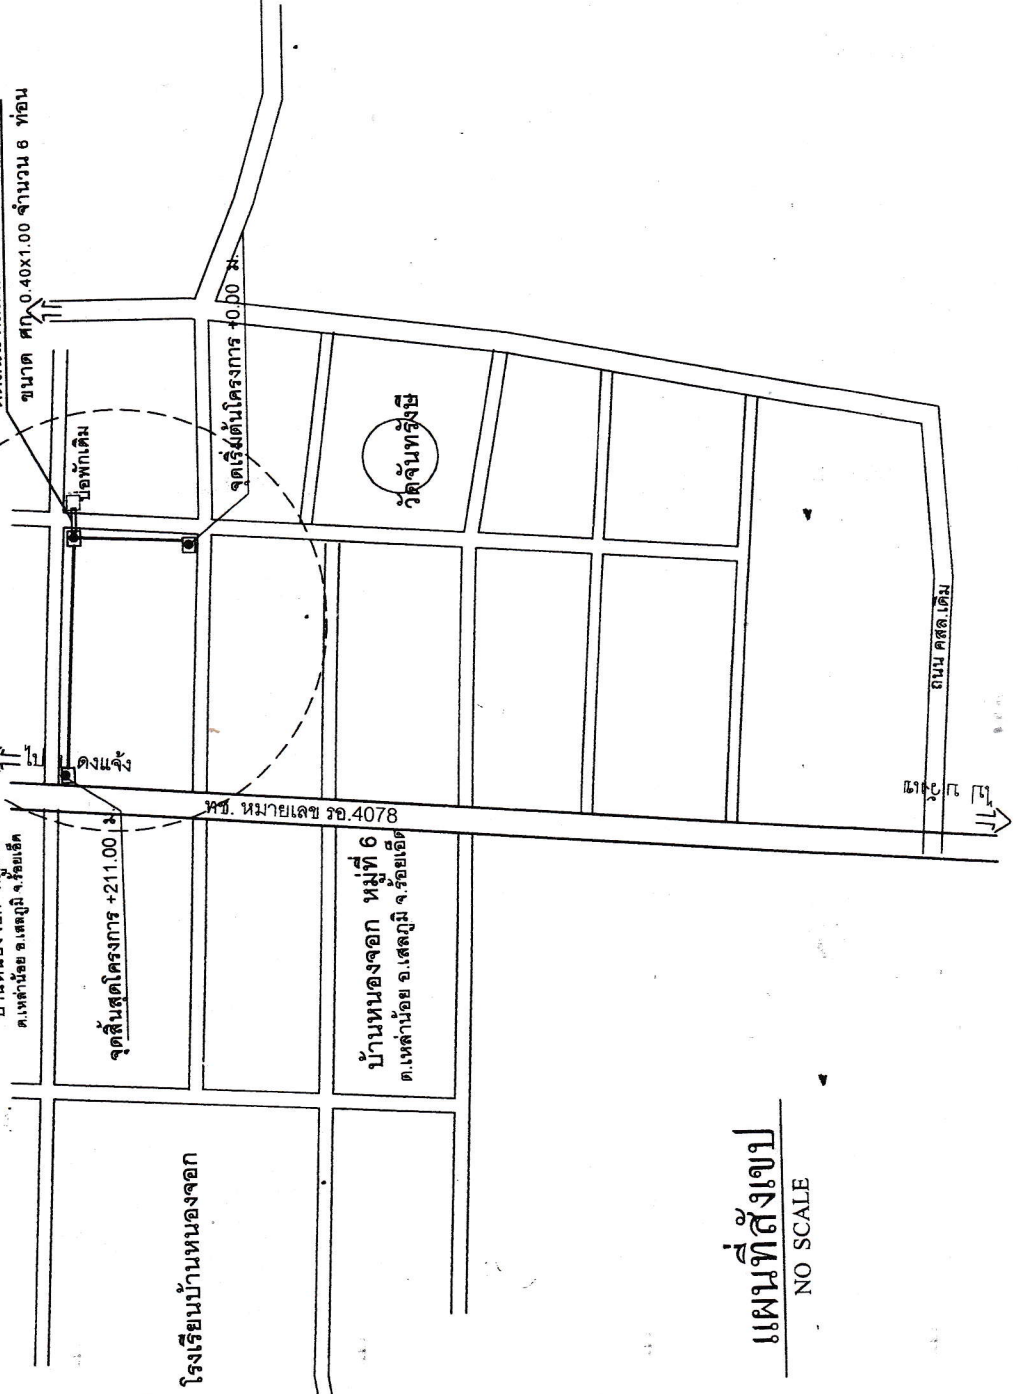 ขนาด ศก. 0.40x1.00 จำนวน 6 ท่อน
บ่อพักเดิม
จุดเริ่มต้นโครงการ +0.00 ม.
วัดจันทรังษี
ถนน คสล.เดิม
ไป
ดงแจ้ง
ทช. หมายเลข รอ.4078
ไป
ต.เหล่าน้อย อ.เสลภูมิ จ.ร้อยเอ็ด
จุดสิ้นสุดโครงการ +211.00 ม.
บ้านหนองจอก หมู่ที่ 6
ต.เหล่าน้อย อ.เสลภูมิ จ.ร้อยเอ็ด
โรงเรียนบ้านหนองจอก
แผนที่สังเขป
NO SCALE